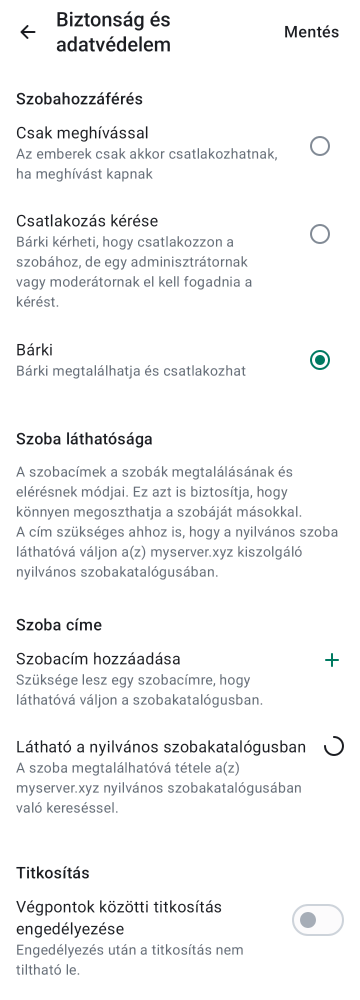 Biztonság és
adatvédelem
Mentés
Szobahozzáférés
Csak meghívással
Az emberek csak akkor csatlakozhatnak,
ha meghívást kapnak
Csatlakozás kérése
Bárki kérheti, hogy csatlakozzon a
szobához, de egy adminisztrátornak
vagy moderátornak el kell fogadnia a
kérést.
Bárki
Bárki megtalálhatja és csatlakozhat
Szoba láthatósága
A szobacímek a szobák megtalálásának és
elérésnek módjai. Ez azt is biztosítja, hogy
könnyen megoszthatja a szobáját másokkal.
A cím szükséges ahhoz is, hogy a nyilvános szoba
láthatóvá váljon a(z) myserver.xyz kiszolgáló
nyilvános szobakatalógusában.
Szoba címe
Szobacím hozzáadása
Szüksége lesz egy szobacímre, hogy
láthatóvá váljon a szobakatalógusban.
Látható a nyilvános szobakatalógusban
A szoba megtalálhatóvá tétele a(z)
myserver.xyz nyilvános szobakatalógusában
való kereséssel.
Titkosítás
Végpontok közötti titkosítás
engedélyezése
Engedélyezés után a titkosítás nem
tiltható le.